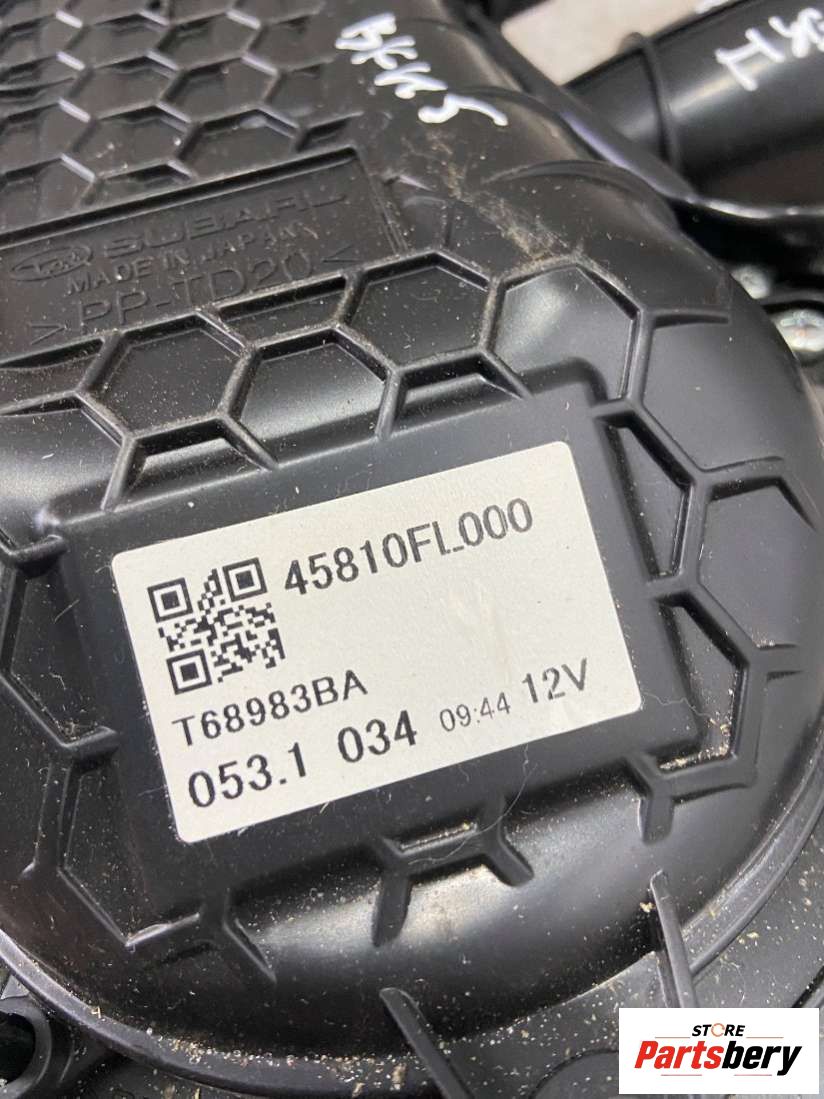 SUBARU
MADE IN JAPAN
>PP-TD20<
45810FL000
T68983BA
053.1 034 09:44 12V
STORE
Partsbery